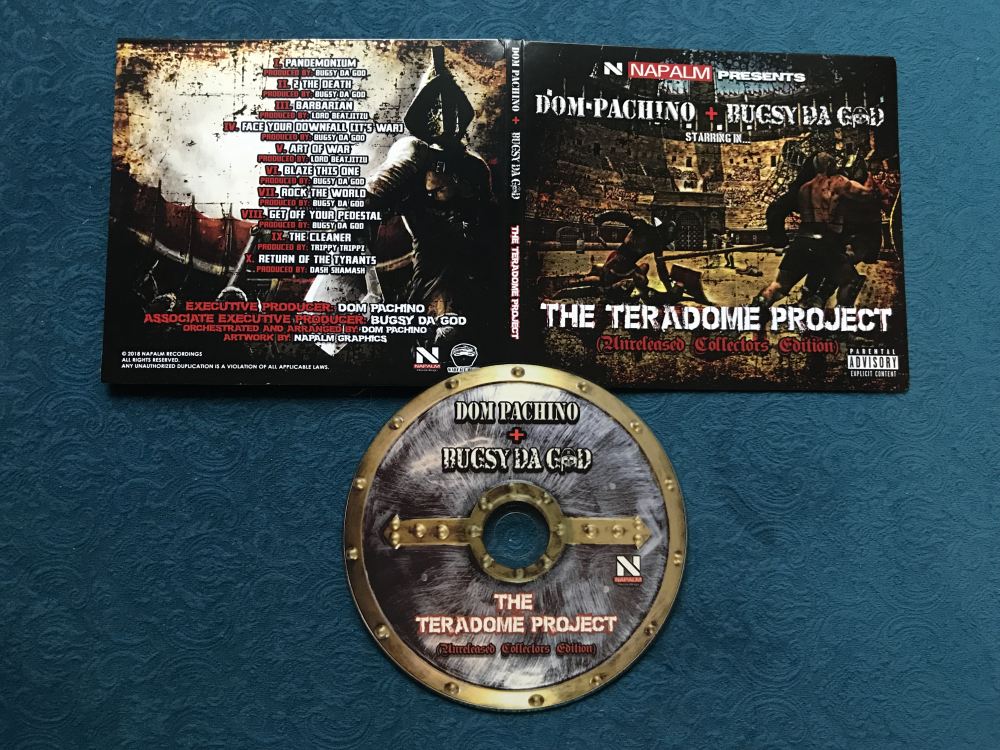 I. PANDEMONIUM
PRODUCED BY: BUGSY DA GOD
II. 2 THE DEATH
PRODUCED BY: BUGSY DA GOD
III. BARBARIAN
PRODUCED BY: LORD BEATJITZU
IV. FACE YOUR DOWNFALL [IT'S WAR]
PRODUCED BY: BUGSY DA GOD
V. ART OF WAR
PRODUCED BY: LORD BEATJITZU
VI. BLAZE THIS ONE
PRODUCED BY: BUGSY DA GOD
VII. ROCK THE WORLD
PRODUCED BY: BUGSY DA GOD
VIII. GET OFF YOUR PEDESTAL
PRODUCED BY: BUGSY DA GOD
IX. THE CLEANER
PRODUCED BY: TRIPPY TRIPPI
X. RETURN OF THE TYRANTS
PRODUCED BY: DASH SHAMASH
EXECUTIVE PRODUCER: DOM PACHINO
ASSOCIATE EXECUTIVE PRODUCER: BUGSY DA GOD
ORCHESTRATED AND ARRANGED BY: DOM PACHINO
ARTWORK BY: NAPALM GRAPHICS
© 2018 NAPALM RECORDINGS
ALL RIGHTS RESERVED.
ANY UNAUTHORIZED DUPLICATION IS A VIOLATION OF ALL APPLICABLE LAWS.
N
NAPALM
DOM PACHINO + BUGSY DA GOD THE TERADOME PROJECT
N NAPALM PRESENTS
DOM-PACHINO + BUGSY DA GOD
STARRING IN...
THE TERADOME PROJECT
(Unreleased Collectors Edition)
PARENTAL
ADVISORY
EXPLICIT CONTENT
DOM PACHINO
+
BUGSY DA GOD
N
NAPALM
THE
TERADOME PROJECT
(Unreleased Collectors Edition)